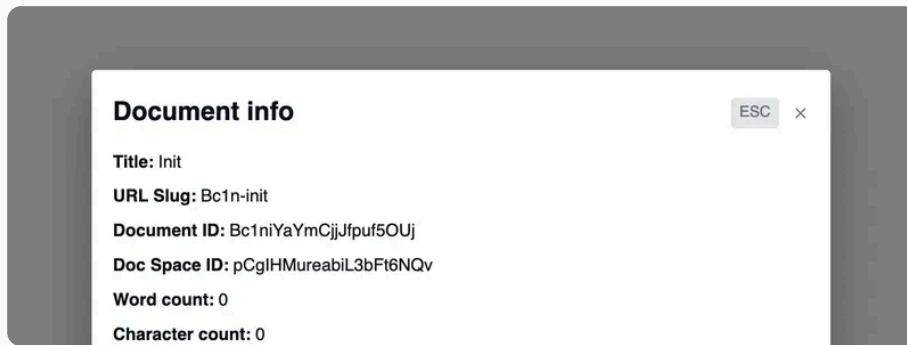 Document info
ESC ×
Title: Init
URL Slug: Bc1n-init
Document ID: Bc1niYaYmCjjJfpuf5OUj
Doc Space ID: pCgIHMureabiL3bFt6NQv
Word count: 0
Character count: 0